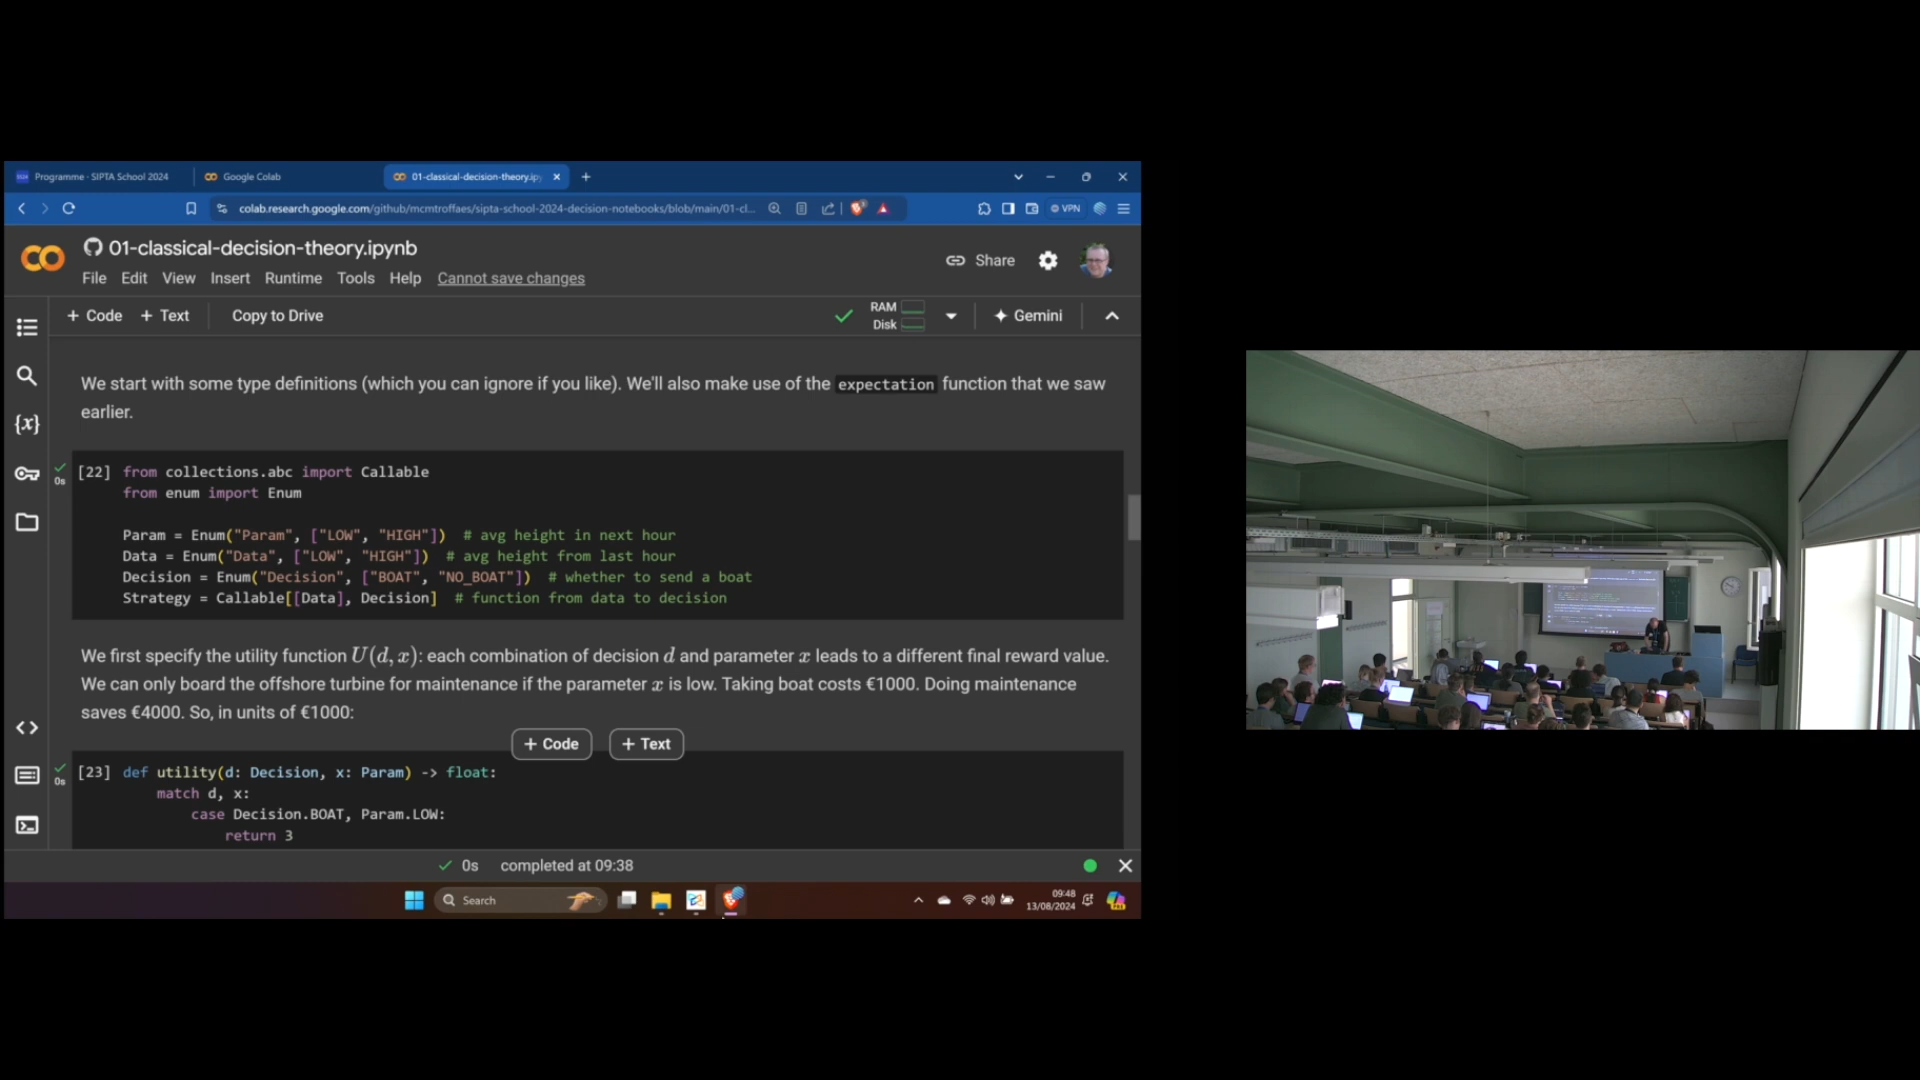 Programme - SIPTA School 2024
Google Colab
01-classical-decision-theory.ip
colab.research.google.com/github/mcmtroffaes/sipta-school-2024-decision-notebooks/blob/main/01-cl...
VPN
01-classical-decision-theory.ipynb
Share
File Edit View Insert Runtime Tools Help Cannot save changes
+ Code + Text Copy to Drive
RAM
Disk
Gemini
We start with some type definitions (which you can ignore if you like). We'll also make use of the expectation function that we saw
earlier.
[22] from collections.abc import Callable
0s
from enum import Enum
Param = Enum("Param", ["LOW", "HIGH"]) # avg height in next hour
Data = Enum("Data", ["LOW", "HIGH"]) # avg height from last hour
Decision = Enum("Decision", ["BOAT", "NO_BOAT"]) # whether to send a boat
Strategy = Callable[[Data], Decision] # function from data to decision
We first specify the utility function U(d, x): each combination of decision d and parameter x leads to a different final reward value.
We can only board the offshore turbine for maintenance if the parameter x is low. Taking boat costs €1000. Doing maintenance
saves €4000. So, in units of €1000:
+ Code + Text
[23] def utility(d: Decision, x: Param) -> float:
0s
match d, x:
case Decision.BOAT, Param.LOW:
return 3
0s completed at 09:38
Search
09:48
13/08/2024